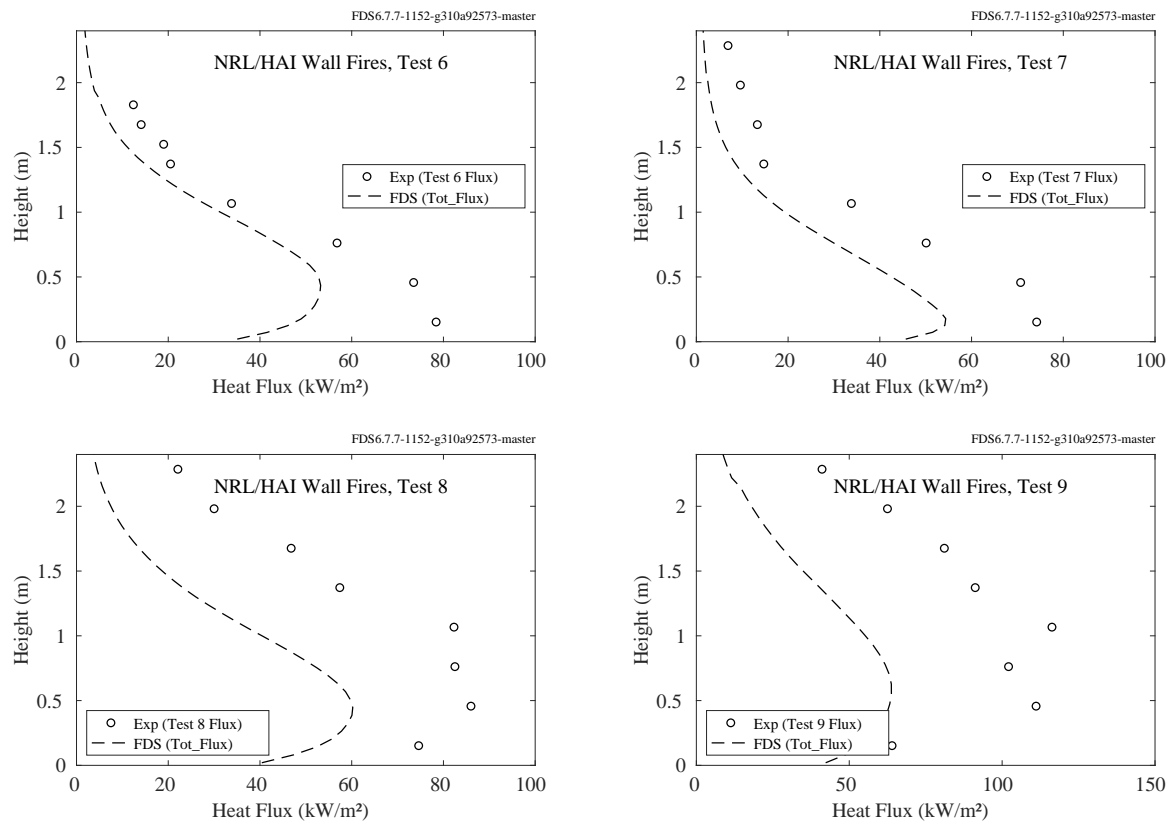 FDS6.7.7-1152-g310a92573-master
NRL/HAI Wall Fires, Test 6
2
1.5
1
0.5
0
Height (m)
Exp (Test 6 Flux)
FDS (Tot_Flux)
0 20 40 60 80 100
Heat Flux (kW/m²)
FDS6.7.7-1152-g310a92573-master
NRL/HAI Wall Fires, Test 7
2
1.5
1
0.5
0
Height (m)
Exp (Test 7 Flux)
FDS (Tot_Flux)
0 20 40 60 80 100
Heat Flux (kW/m²)
FDS6.7.7-1152-g310a92573-master
NRL/HAI Wall Fires, Test 8
2
1.5
1
0.5
0
Height (m)
Exp (Test 8 Flux)
FDS (Tot_Flux)
0 20 40 60 80 100
Heat Flux (kW/m²)
FDS6.7.7-1152-g310a92573-master
NRL/HAI Wall Fires, Test 9
2
1.5
1
0.5
0
Height (m)
Exp (Test 9 Flux)
FDS (Tot_Flux)
0 50 100 150
Heat Flux (kW/m²)